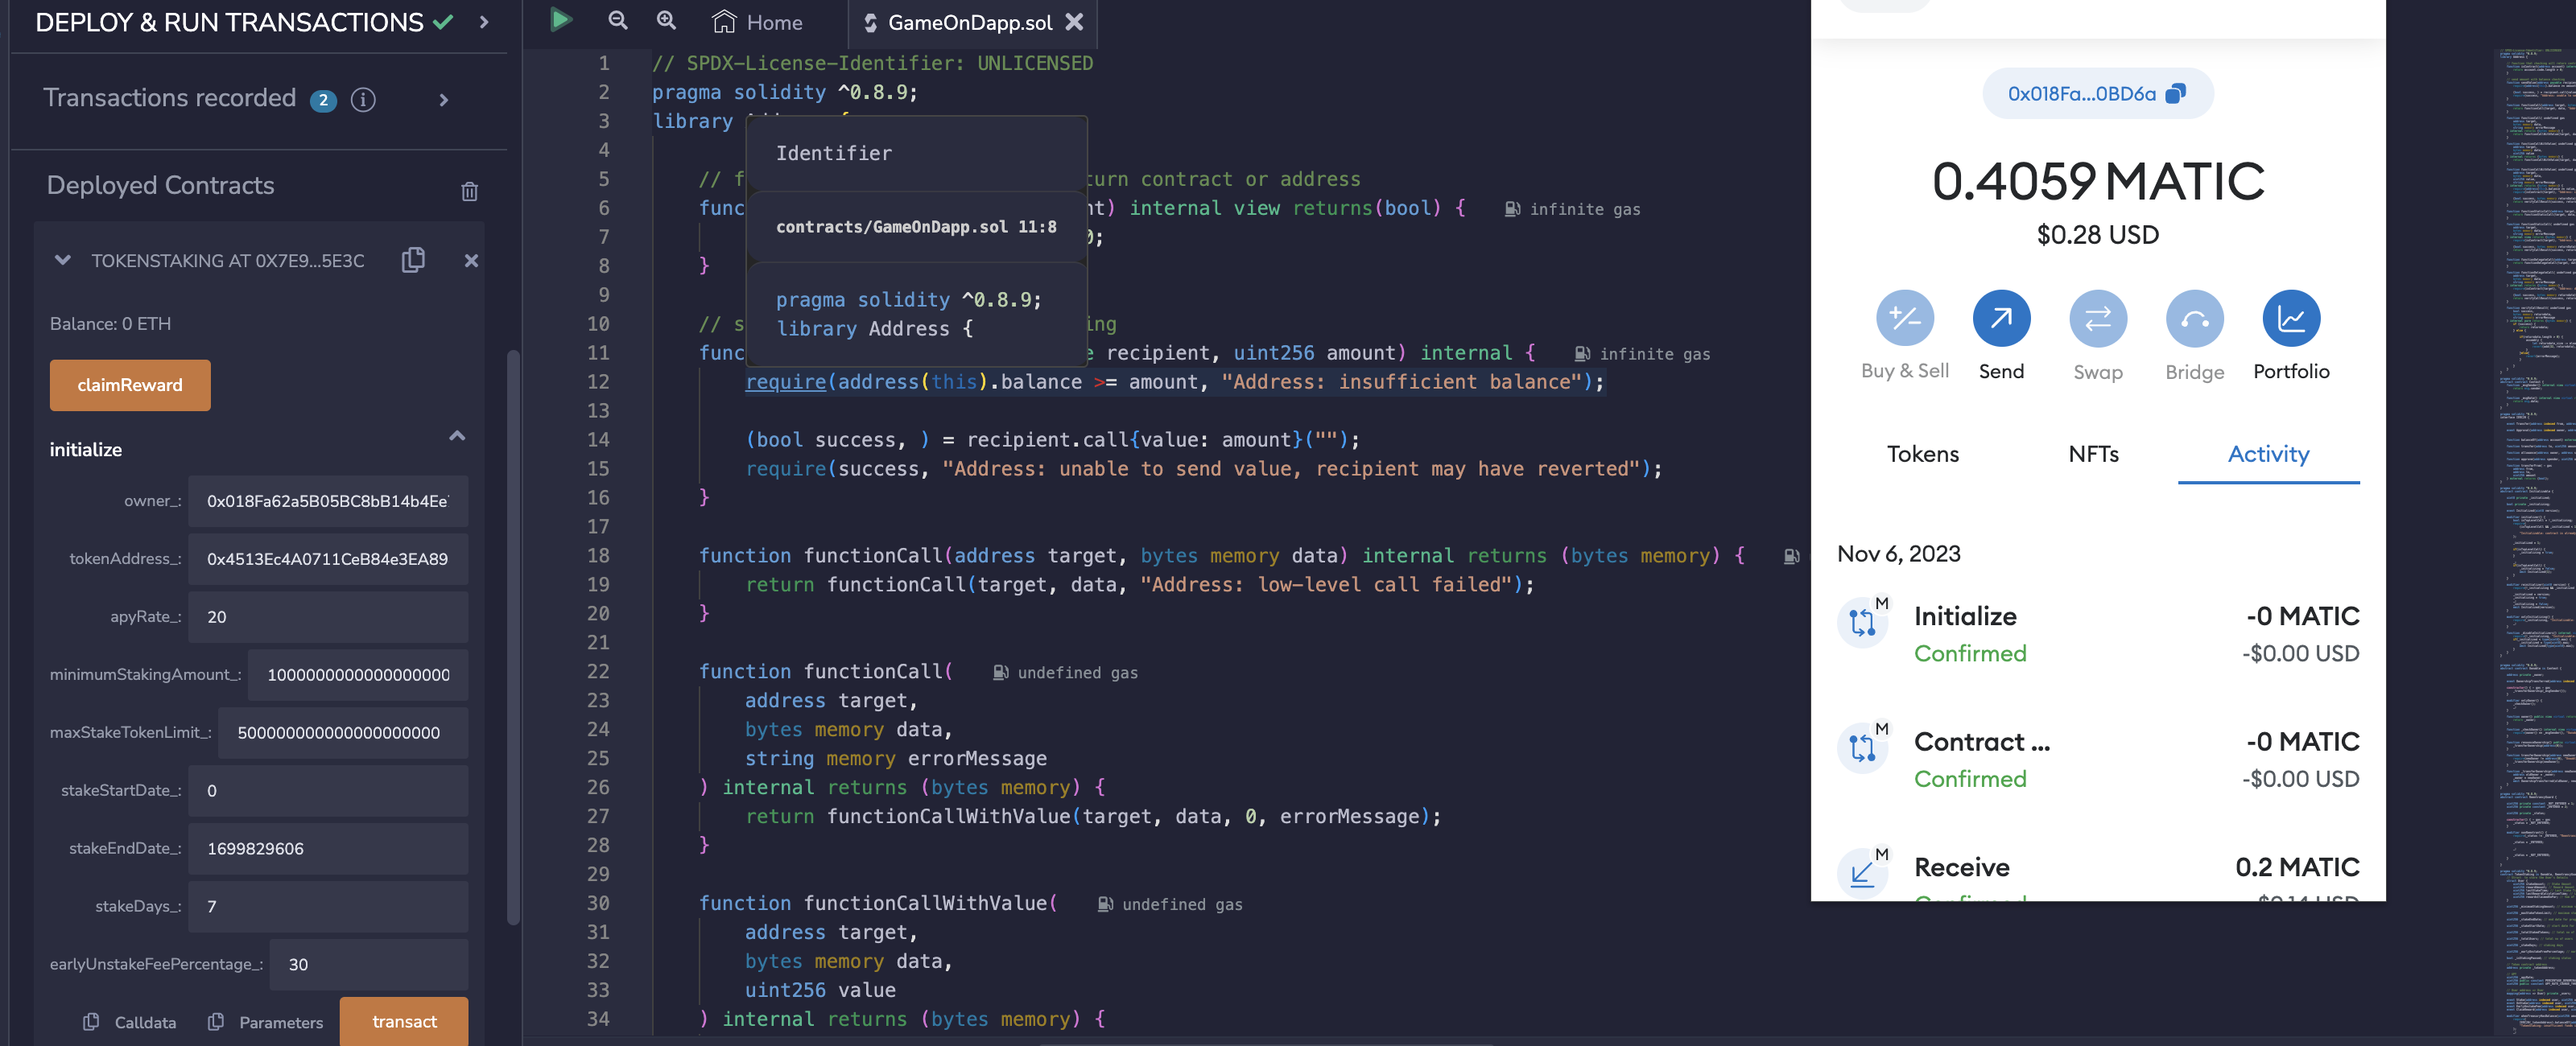 DEPLOY & RUN TRANSACTIONS
Transactions recorded 2 i
Deployed Contracts
TOKENSTAKING AT 0X7E9...5E3C
Balance: 0 ETH
claimReward
initialize
owner_: 0x018Fa62a5B05BC8bB14b4Ee
tokenAddress_: 0x4513Ec4A0711CeB84e3EA89
apyRate_: 20
minimumStakingAmount_: 1000000000000000000
maxStakeTokenLimit_: 500000000000000000000
stakeStartDate_: 0
stakeEndDate_: 1699829606
stakeDays_: 7
earlyUnstakeFeePercentage_: 30
Calldata Parameters transact
Home GameOnDapp.sol
1 // SPDX-License-Identifier: UNLICENSED
2 pragma solidity ^0.8.9;
3 library
4
5 // f turn contract or address
6 func nt) internal view returns(bool) { infinite gas
7 0;
8 }
9
10 // s ing
11 func e recipient, uint256 amount) internal { infinite gas
12 require(address(this).balance >= amount, "Address: insufficient balance");
13
14 (bool success, ) = recipient.call{value: amount}("");
15 require(success, "Address: unable to send value, recipient may have reverted");
16 }
17
18 function functionCall(address target, bytes memory data) internal returns (bytes memory) {
19 return functionCall(target, data, "Address: low-level call failed");
20 }
21
22 function functionCall( undefined gas
23 address target,
24 bytes memory data,
25 string memory errorMessage
26 ) internal returns (bytes memory) {
27 return functionCallWithValue(target, data, 0, errorMessage);
28 }
29
30 function functionCallWithValue( undefined gas
31 address target,
32 bytes memory data,
33 uint256 value
34 ) internal returns (bytes memory) {
Identifier
contracts/GameOnDapp.sol 11:8
pragma solidity ^0.8.9;
library Address {
0x018Fa...0BD6a
0.4059 MATIC
$0.28 USD
Buy & Sell Send Swap Bridge Portfolio
Tokens NFTs Activity
Nov 6, 2023
M Initialize -0 MATIC
Confirmed -$0.00 USD
M Contract ... -0 MATIC
Confirmed -$0.00 USD
M Receive 0.2 MATIC
Confirmed $0.14 USD